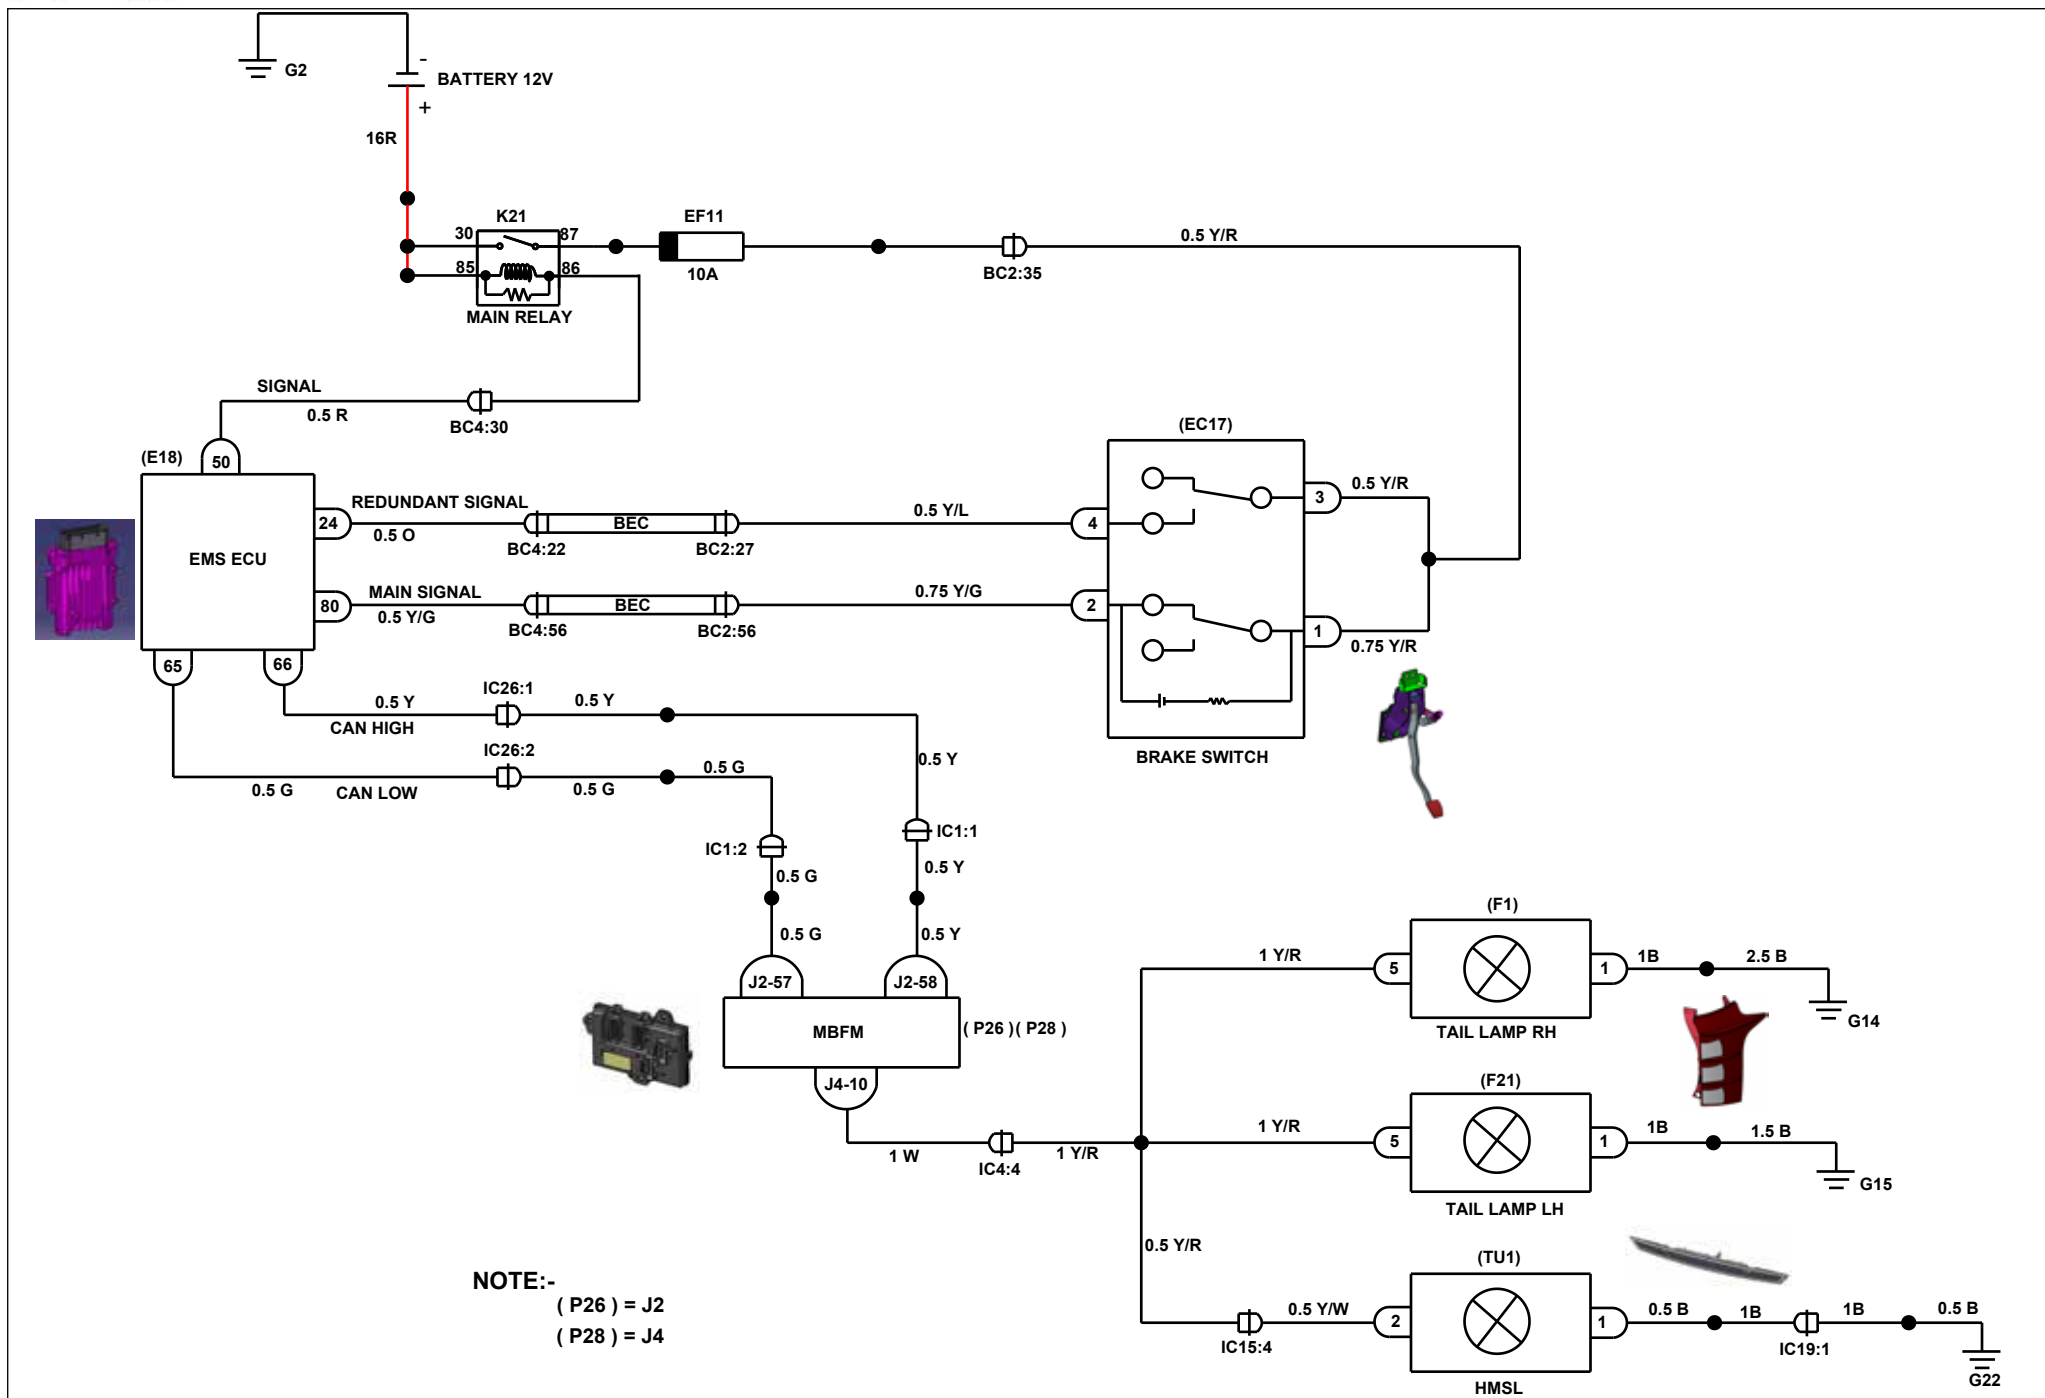 G2
-
BATTERY 12V
+
16R
K21
30
87
85
86
MAIN RELAY
EF11
10A
BC2:35
0.5 Y/R
SIGNAL
0.5 R
BC4:30
(E18)
50
EMS ECU
24
REDUNDANT SIGNAL
0.5 O
BC4:22
BEC
BC2:27
0.5 Y/L
80
MAIN SIGNAL
0.5 Y/G
BC4:56
BEC
BC2:56
0.75 Y/G
(EC17)
4
3
0.5 Y/R
2
1
0.75 Y/R
BRAKE SWITCH
65
66
0.5 Y
CAN HIGH
IC26:1
0.5 Y
0.5 Y
0.5 G
CAN LOW
IC26:2
0.5 G
0.5 G
IC1:2
IC1:1
0.5 G
0.5 Y
0.5 G
0.5 Y
J2-57
J2-58
MBFM
( P26 )( P28 )
J4-10
1 W
IC4:4
1 Y/R
(F1)
1 Y/R
5
1
1B
2.5 B
G14
TAIL LAMP RH
(F21)
1 Y/R
5
1
1B
1.5 B
G15
TAIL LAMP LH
0.5 Y/R
(TU1)
IC15:4
0.5 Y/W
2
1
0.5 B
1B
IC19:1
1B
0.5 B
G22
HMSL
NOTE:-
( P26 ) = J2
( P28 ) = J4